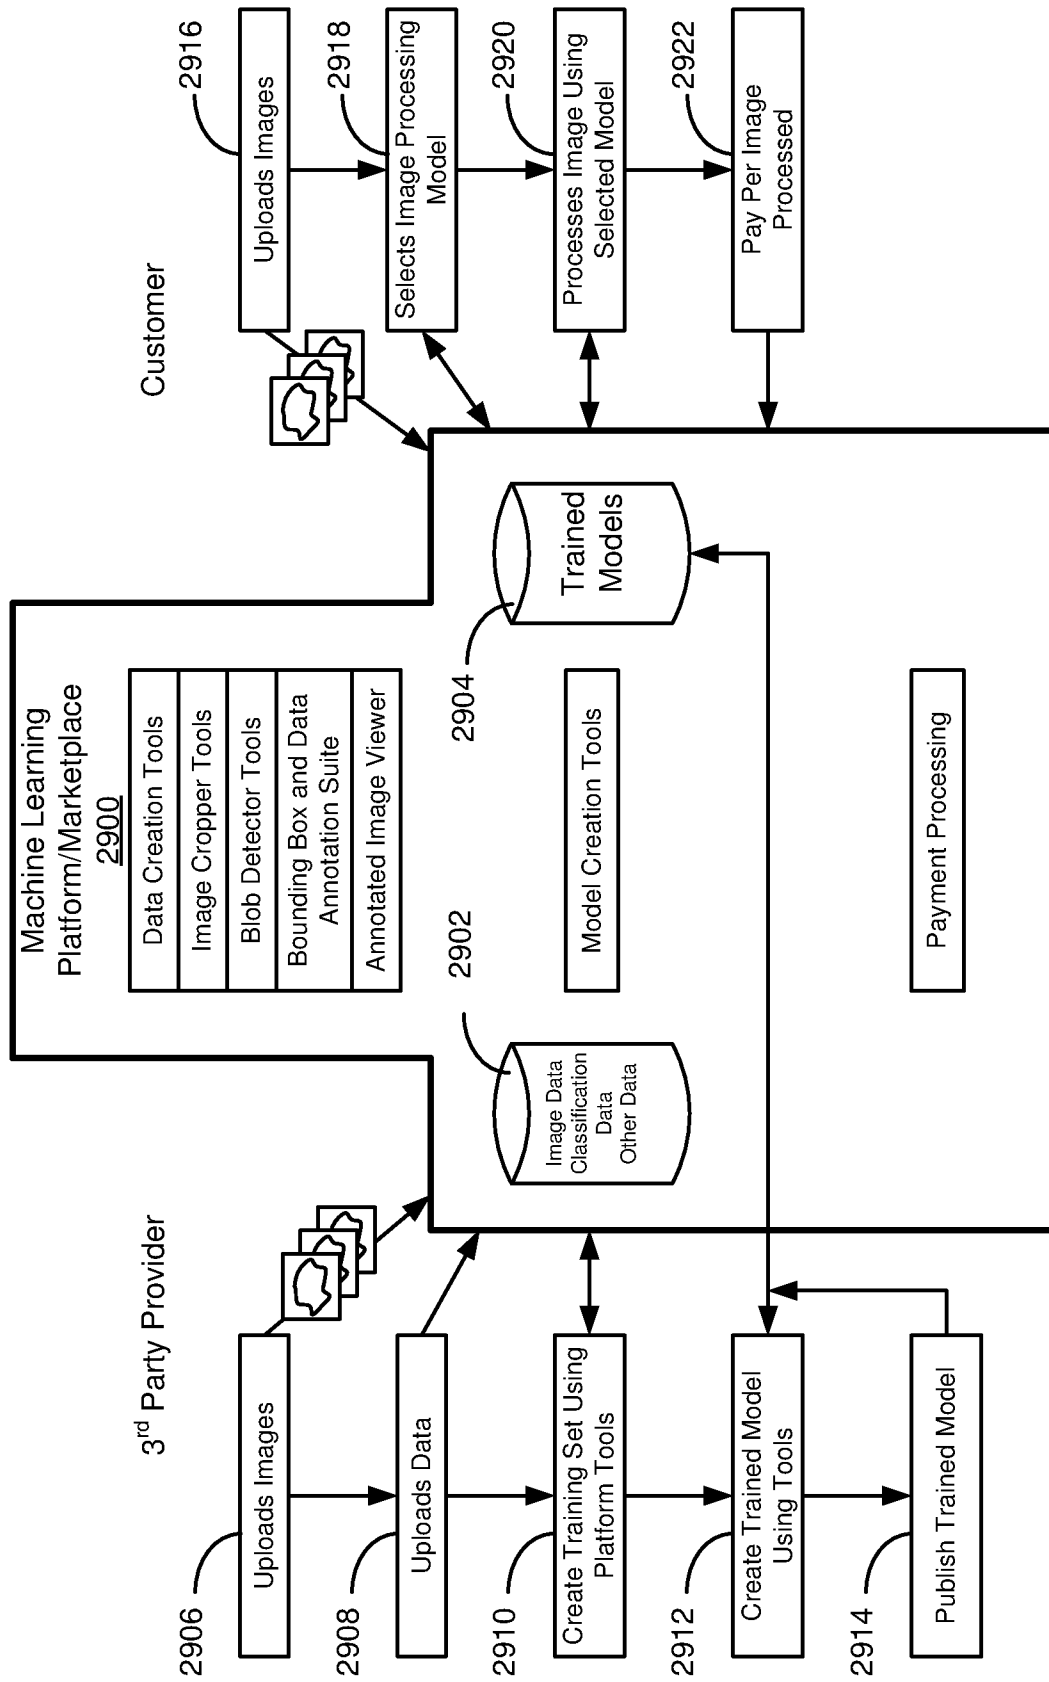 3rd Party Provider
2906
Uploads Images
2908
Uploads Data
2910
Create Training Set Using
Platform Tools
2912
Create Trained Model
Using Tools
2914
Publish Trained Model
Machine Learning
Platform/Marketplace
2900
Data Creation Tools
Image Cropper Tools
Blob Detector Tools
Bounding Box and Data
Annotation Suite
Annotated Image Viewer
2902
Image Data
Classification
Data
Other Data
2904
Trained
Models
Model Creation Tools
Payment Processing
Customer
2916
Uploads Images
2918
Selects Image Processing
Model
2920
Processes Image Using
Selected Model
2922
Pay Per Image
Processed